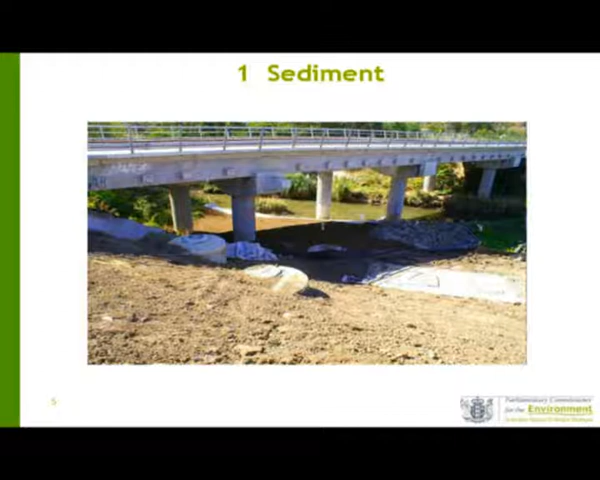 1 Sediment
5
Parliamentary Commissioner
for the Environment